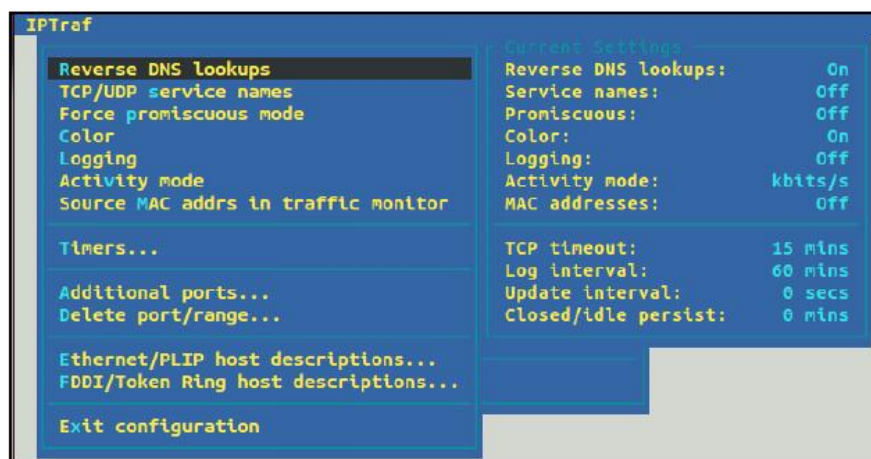 IPTraf
Reverse DNS lookups
TCP/UDP service names
Force promiscuous mode
Color
Logging
Activity mode
Source MAC addrs in traffic monitor
Timers...
Additional ports...
Delete port/range...
Ethernet/PLIP host descriptions...
FDDI/Token Ring host descriptions...
Exit configuration
Current Settings
Reverse DNS lookups: On
Service names: Off
Promiscuous: Off
Color: On
Logging: Off
Activity mode: kbits/s
MAC addresses: Off
TCP timeout: 15 mins
Log interval: 60 mins
Update interval: 0 secs
Closed/idle persist: 0 mins